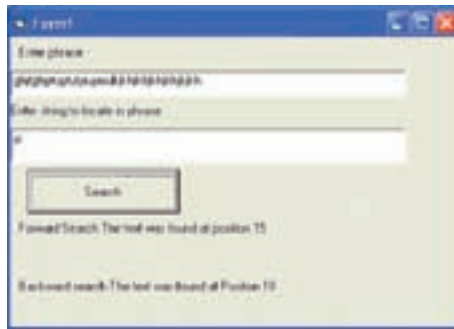 Form1
Enter phrase
Enter string to locate in phrase
Search
Forward Search The text was found at position 15
Backward search The text was found at Position